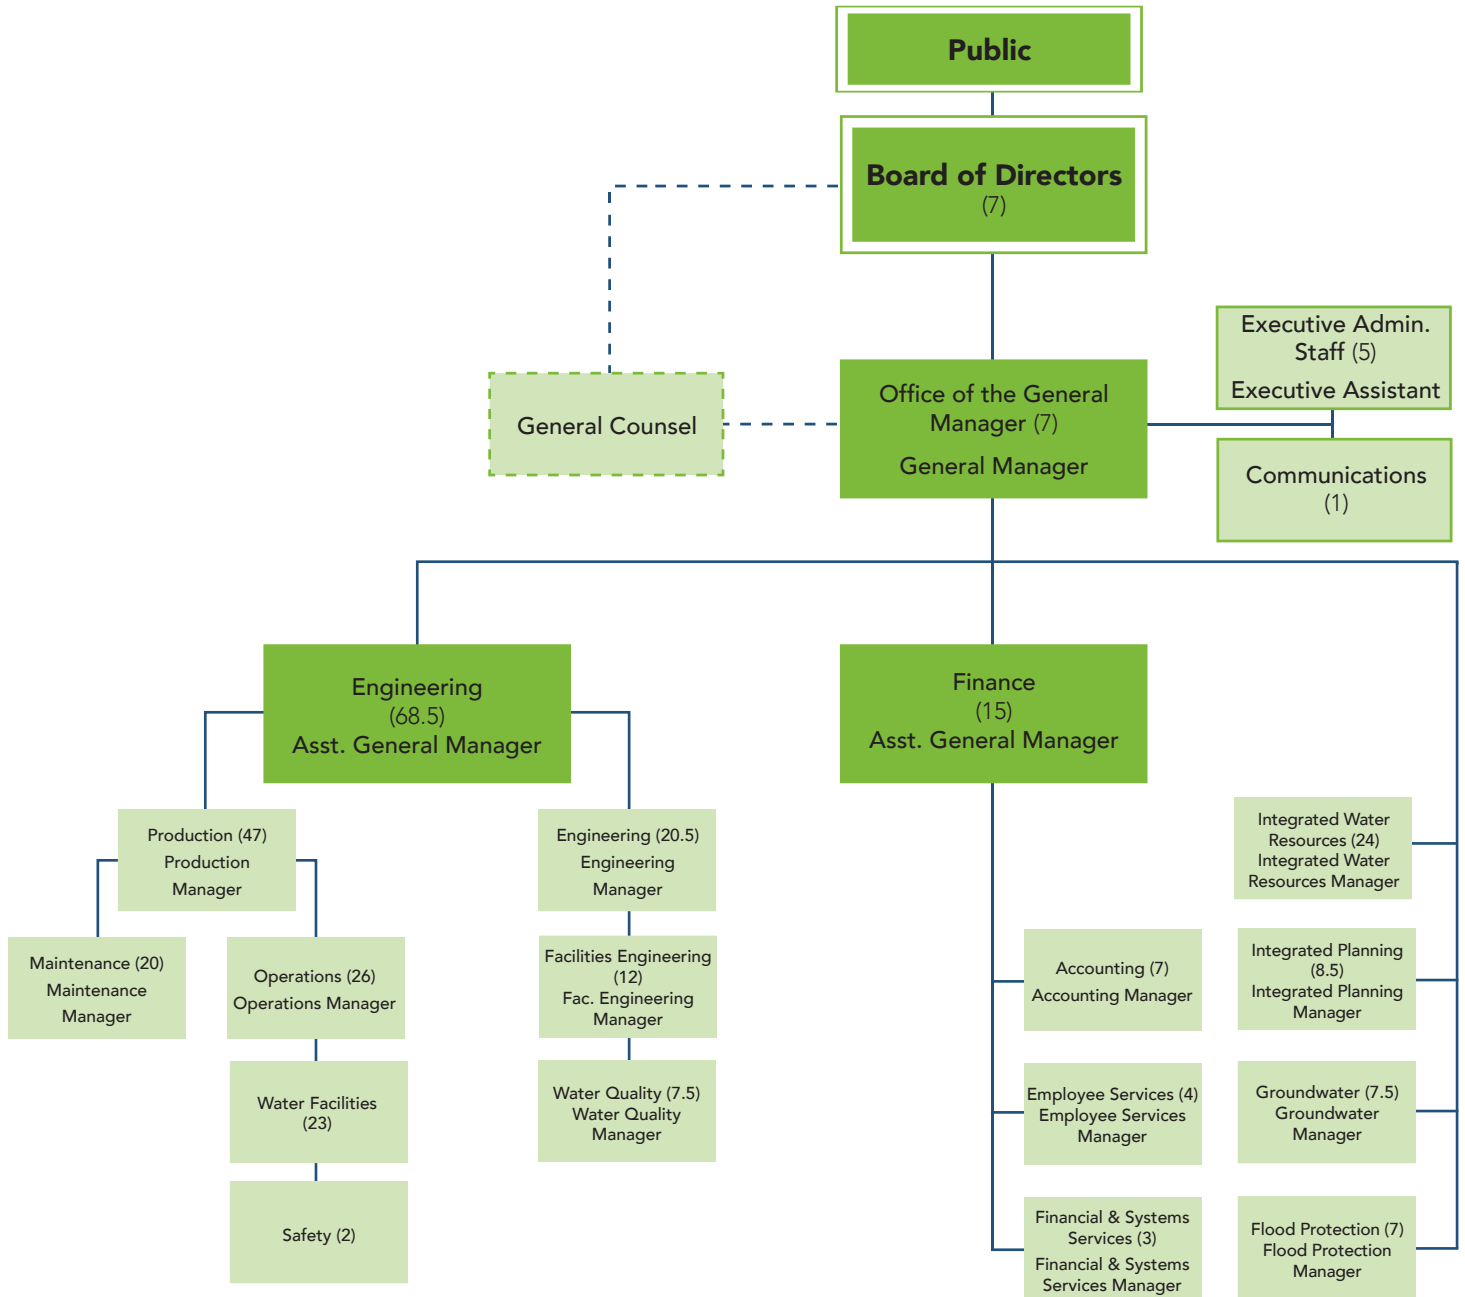 Public
Board of Directors
(7)
Executive Admin.
Staff (5)
Executive Assistant
General Counsel
Office of the General
Manager (7)
General Manager
Communications
(1)
Engineering
(68.5)
Asst. General Manager
Finance
(15)
Asst. General Manager
Production (47)
Production
Manager
Engineering (20.5)
Engineering
Manager
Integrated Water
Resources (24)
Integrated Water
Resources Manager
Maintenance (20)
Maintenance
Manager
Operations (26)
Operations Manager
Facilities Engineering
(12)
Fac. Engineering
Manager
Accounting (7)
Accounting Manager
Integrated Planning
(8.5)
Integrated Planning
Manager
Water Facilities
(23)
Water Quality (7.5)
Water Quality
Manager
Employee Services (4)
Employee Services
Manager
Groundwater (7.5)
Groundwater
Manager
Safety (2)
Financial & Systems
Services (3)
Financial & Systems
Services Manager
Flood Protection (7)
Flood Protection
Manager